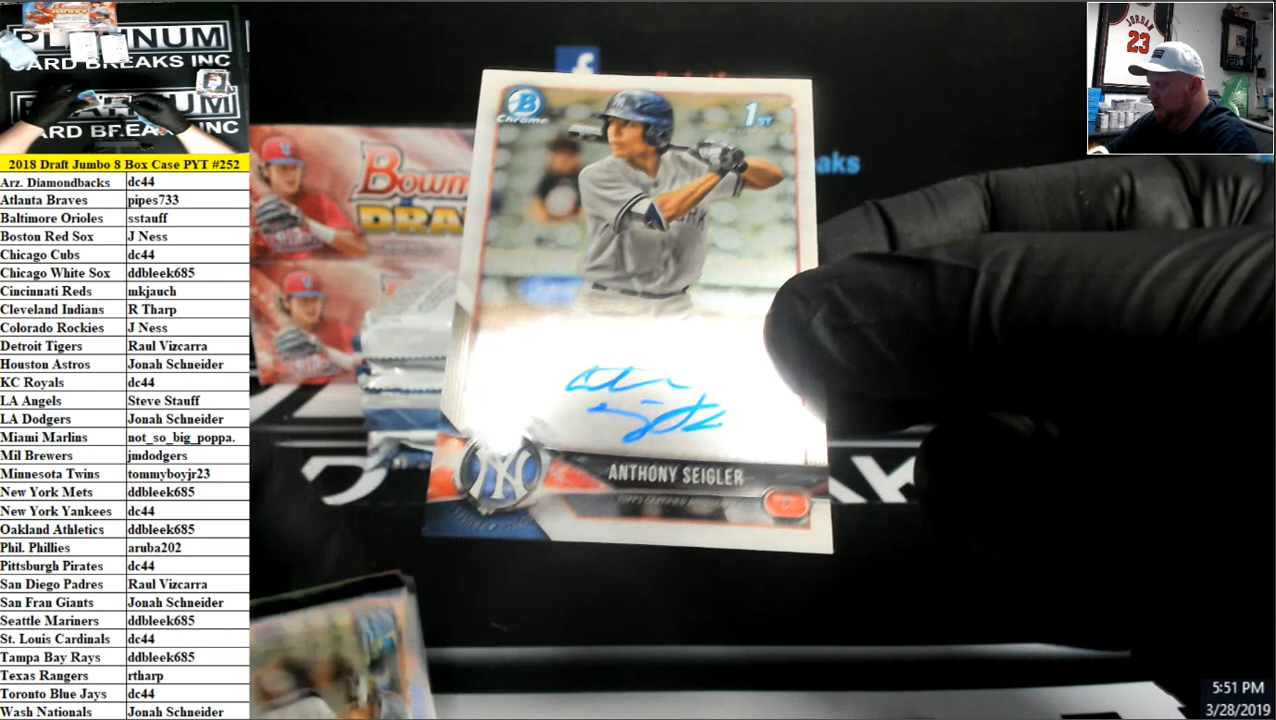 PLATINUM
CARD BREAKS INC
CARD BREAKS INC
2018 Draft Jumbo 8 Box Case PYT #252
Arz. Diamondbacks dc44
Atlanta Braves pipes733
Baltimore Orioles sstauff
Boston Red Sox J Ness
Chicago Cubs dc44
Chicago White Sox ddbleek685
Cincinnati Reds mkjauch
Cleveland Indians R Tharp
Colorado Rockies J Ness
Detroit Tigers Raul Vizcarra
Houston Astros Jonah Schneider
KC Royals dc44
LA Angels Steve Stauff
LA Dodgers Jonah Schneider
Miami Marlins not_so_big_poppa.
Mil Brewers jmdodgers
Minnesota Twins tommyboyjr23
New York Mets ddbleek685
New York Yankees dc44
Oakland Athletics ddbleek685
Phil. Phillies aruba202
Pittsburgh Pirates dc44
San Diego Padres Raul Vizcarra
San Fran Giants Jonah Schneider
Seattle Mariners ddbleek685
St. Louis Cardinals dc44
Tampa Bay Rays ddbleek685
Texas Rangers rtharp
Toronto Blue Jays dc44
Wash Nationals Jonah Schneider
f
B
Chrome
1ST
NY
ANTHONY SEIGLER
JORDAN
23
5:51 PM
3/28/2019